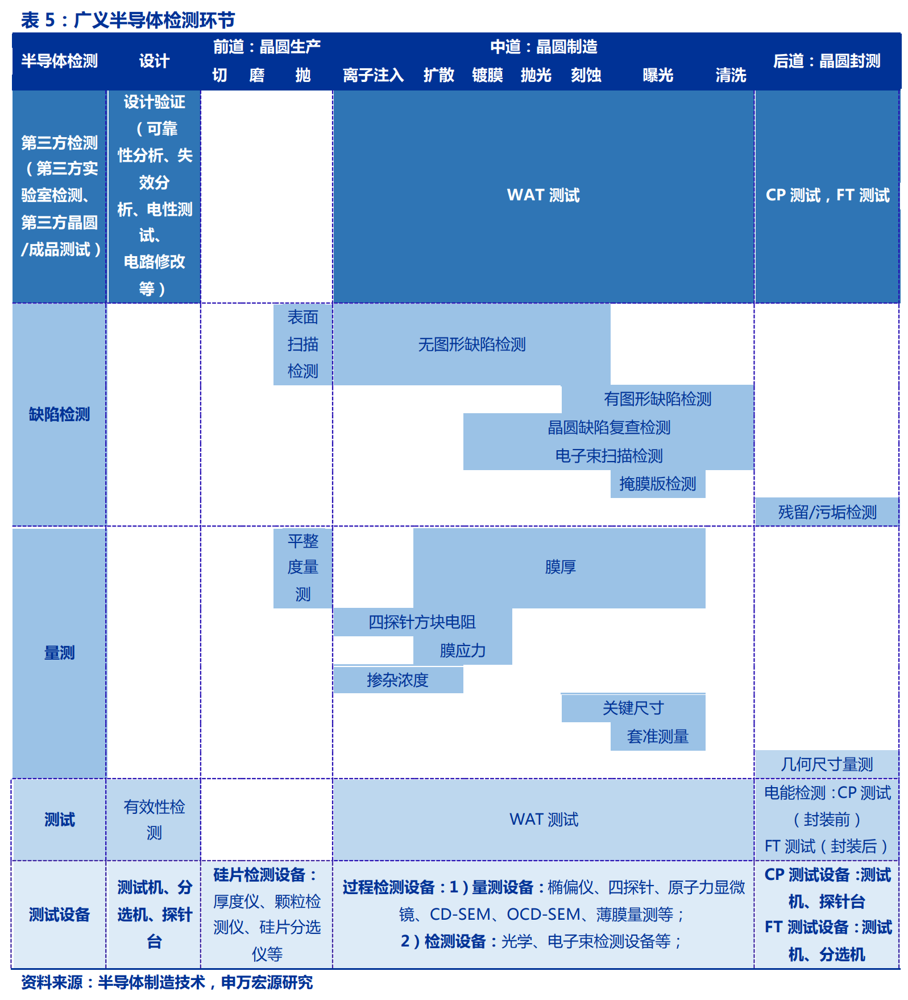 表 5：广义半导体检测环节
半导体检测 设计 前道：晶圆生产 中道：晶圆制造 后道：晶圆封测
切 磨 抛 离子注入 扩散 镀膜 抛光 刻蚀 曝光 清洗
第三方检测
（第三方实
验室检测、
第三方晶圆
/成品测试）
设计验证
（可靠
性分析、失
效分
析、电性测
试、
电路修改
等）
WAT 测试
CP 测试，FT 测试
缺陷检测
表面
扫描
检测
无图形缺陷检测
有图形缺陷检测
晶圆缺陷复查检测
电子束扫描检测
掩膜版检测
残留/污垢检测
量测
平整
度量
测
膜厚
四探针方块电阻
膜应力
掺杂浓度
关键尺寸
套准测量
几何尺寸量测
测试
有效性检
测
WAT 测试
电能检测：CP 测试
（封装前）
FT 测试（封装后）
测试设备
测试机、分
选机、探针
台
硅片检测设备：
厚度仪、颗粒检
测仪、硅片分选
仪等
过程检测设备：1）量测设备：椭偏仪、四探针、原子力显微
镜、CD-SEM、OCD-SEM、薄膜量测等；
2）检测设备：光学、电子束检测设备等；
CP 测试设备：测试
机、探针台
FT 测试设备：测试
机、分选机
资料来源：半导体制造技术，申万宏源研究